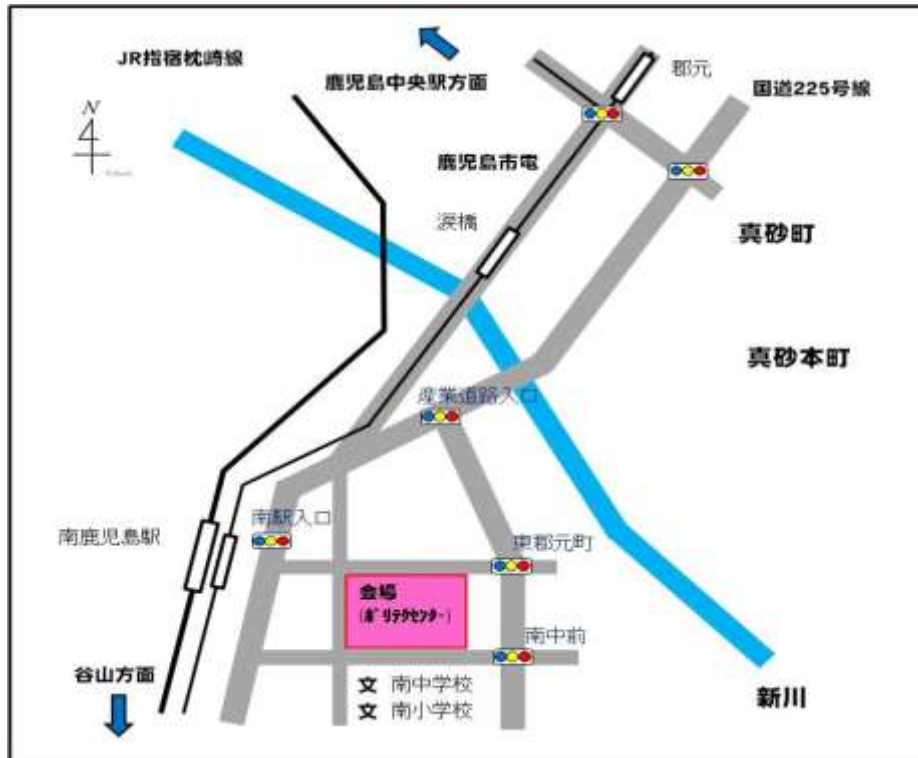 JR指宿枕崎線
鹿児島中央駅方面
郡元
国道225号線
N
鹿児島市電
涙橋
真砂町
真砂本町
産業道路入口
南鹿児島駅
南駅入口
東郡元町
会場
(ポリテクセンター)
南中前
谷山方面
文 南中学校
文 南小学校
新川